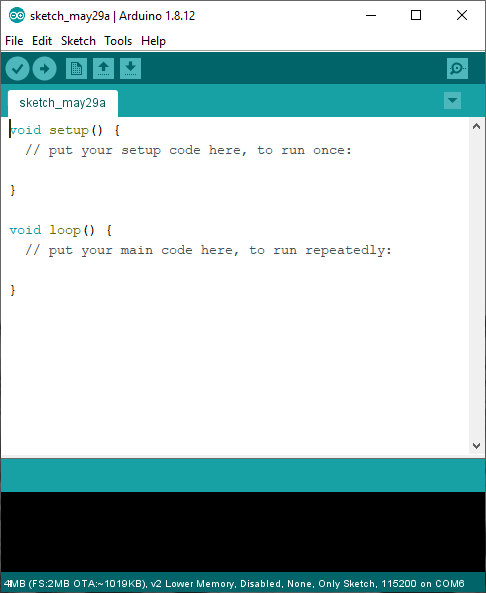 sketch_may29a | Arduino 1.8.12
File Edit Sketch Tools Help
sketch_may29a
void setup() {
  // put your setup code here, to run once:
}
void loop() {
  // put your main code here, to run repeatedly:
}
MB (FS:2MB OTA:~1019KB), v2 Lower Memory, Disabled, None, Only Sketch, 115200 on COM6